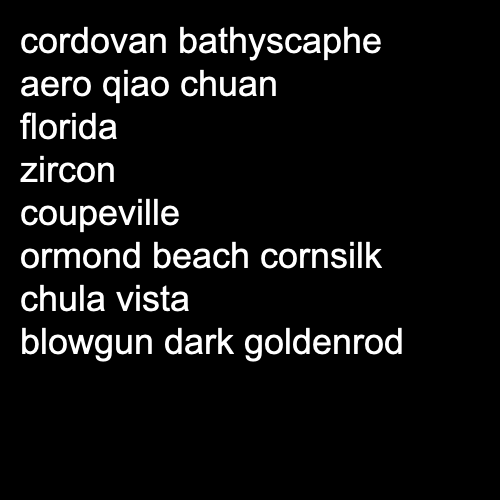 cordovan bathyscaphe
aero qiao chuan
florida
zircon
coupeville
ormond beach cornsilk
chula vista
blowgun dark goldenrod